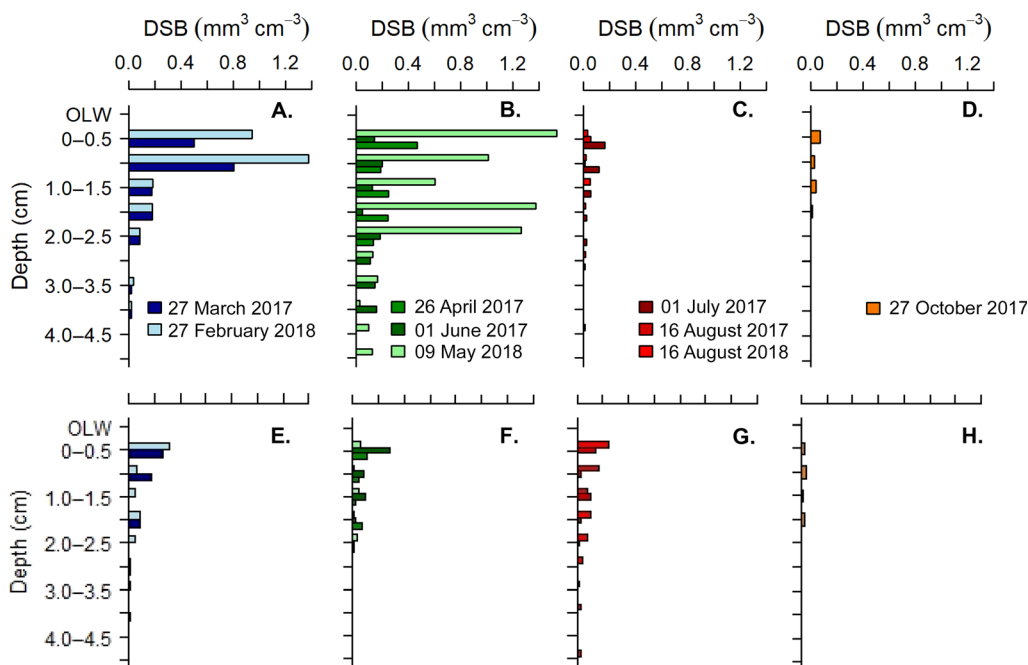 DSB (mm³ cm⁻³) DSB (mm³ cm⁻³) DSB (mm³ cm⁻³) DSB (mm³ cm⁻³)
0.0 0.4 0.8 1.2 0.0 0.4 0.8 1.2 0.0 0.4 0.8 1.2 0.0 0.4 0.8 1.2
OLW A. B. C. D.
0–0.5
1.0–1.5
2.0–2.5
3.0–3.5
4.0–4.5
Depth (cm)
27 March 2017
27 February 2018
26 April 2017
01 June 2017
09 May 2018
01 July 2017
16 August 2017
16 August 2018
27 October 2017
OLW E. F. G. H.
0–0.5
1.0–1.5
2.0–2.5
3.0–3.5
4.0–4.5
Depth (cm)